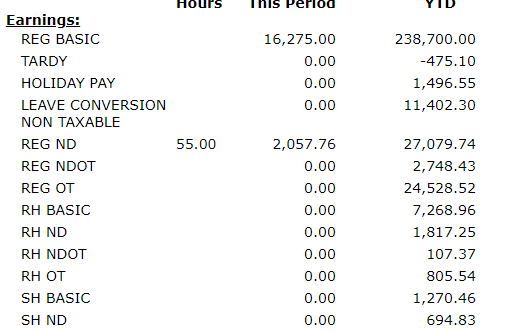 Hours This Period YTD
Earnings:
REG BASIC 16,275.00 238,700.00
TARDY 0.00 -475.10
HOLIDAY PAY 0.00 1,496.55
LEAVE CONVERSION 0.00 11,402.30
NON TAXABLE
REG ND 55.00 2,057.76 27,079.74
REG NDOT 0.00 2,748.43
REG OT 0.00 24,528.52
RH BASIC 0.00 7,268.96
RH ND 0.00 1,817.25
RH NDOT 0.00 107.37
RH OT 0.00 805.54
SH BASIC 0.00 1,270.46
SH ND 0.00 694.83